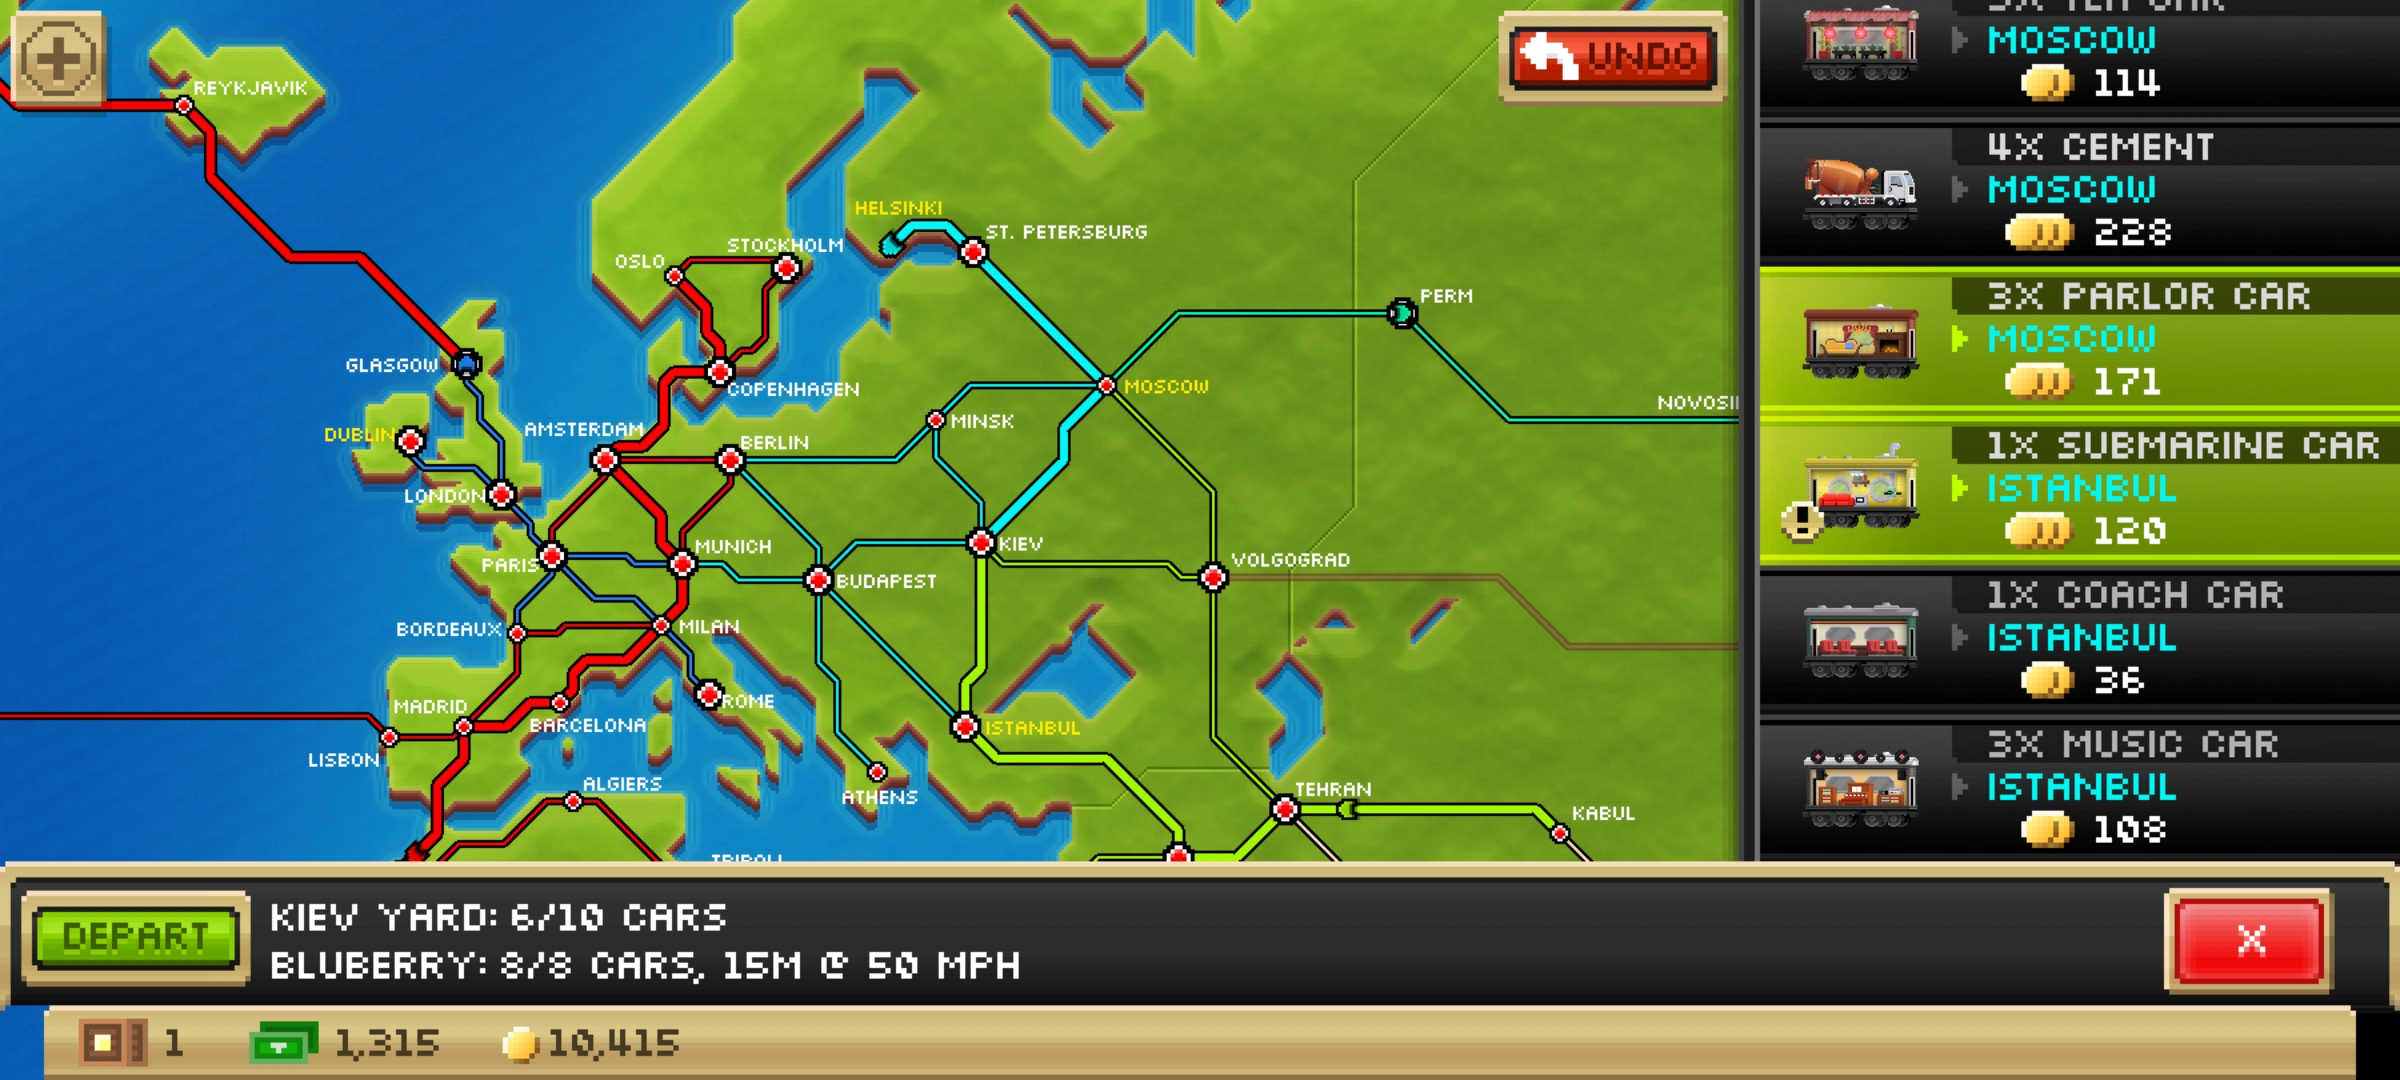 REYKJAVIK
UNDO
HELSINKI
ST. PETERSBURG
STOCKHOLM
OSLO
PERM
GLASGOW
COPENHAGEN
MOSCOW
NOVOSI
MINSK
DUBLIN
AMSTERDAM
BERLIN
LONDON
KIEV
MUNICH
VOLGOGRAD
PARIS
BUDAPEST
BORDEAUX
MILAN
MADRID
ROME
BARCELONA
ISTANBUL
LISBON
ALGIERS
ATHENS
TEHRAN
KABUL
TRIPOLI
3X TEA CAR
MOSCOW
114
4X CEMENT
MOSCOW
228
3X PARLOR CAR
MOSCOW
171
1X SUBMARINE CAR
ISTANBUL
120
1X COACH CAR
ISTANBUL
36
3X MUSIC CAR
ISTANBUL
108
DEPART
KIEV YARD: 6/10 CARS
BLUBERRY: 8/8 CARS, 15M @ 50 MPH
X
1
1,315
10,415